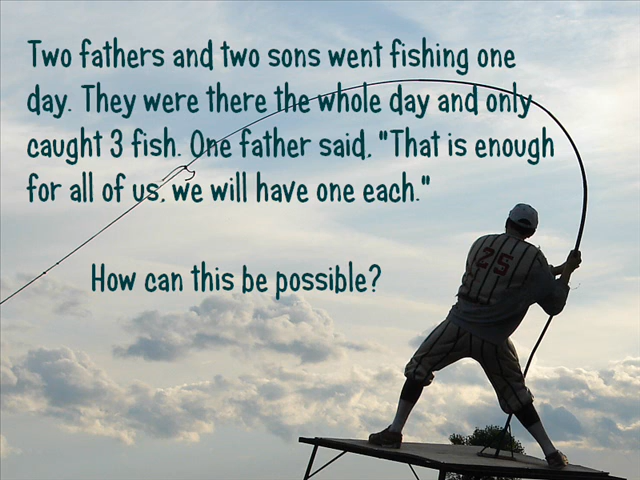 Two fathers and two sons went fishing one
day. They were there the whole day and only
caught 3 fish. One father said, "That is enough
for all of us, we will have one each."
How can this be possible?
25